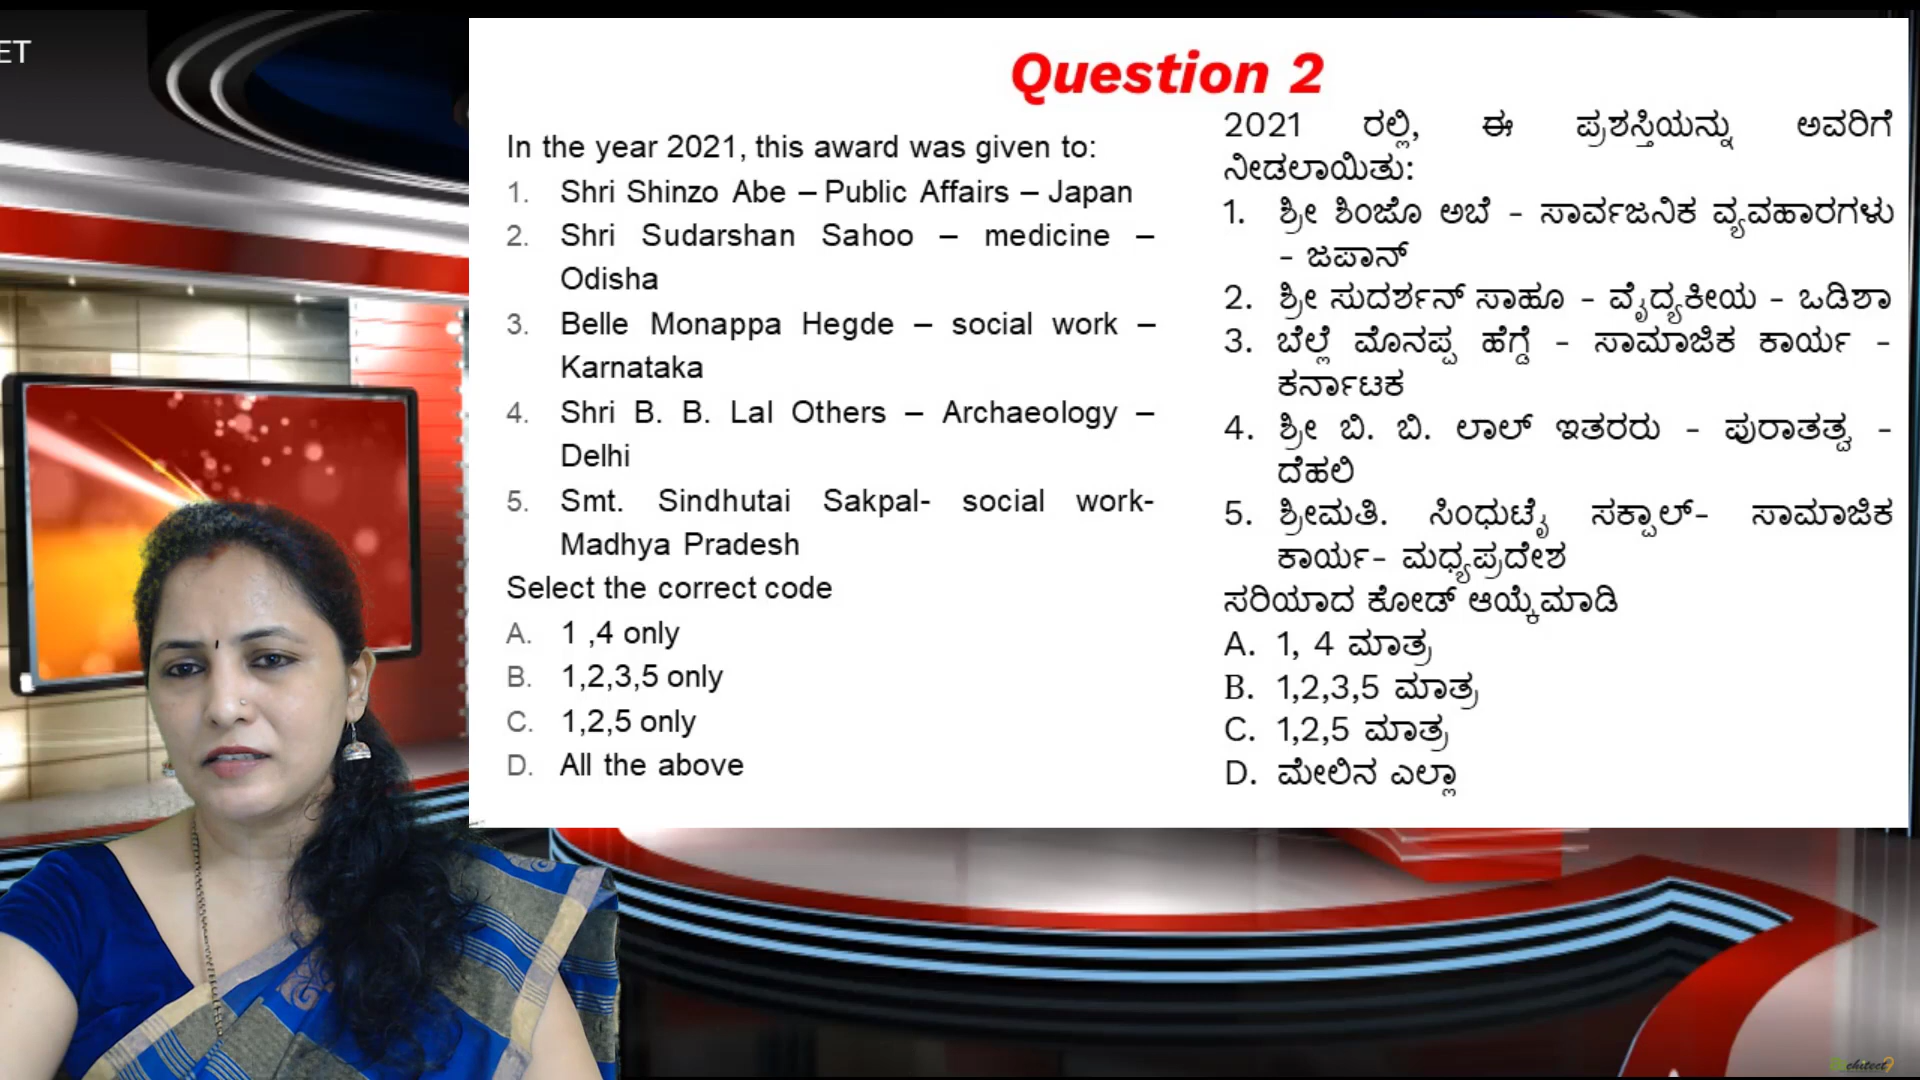 ET
Question 2
In the year 2021, this award was given to:
1. Shri Shinzo Abe – Public Affairs – Japan
2. Shri Sudarshan Sahoo – medicine –
Odisha
3. Belle Monappa Hegde – social work –
Karnataka
4. Shri B. B. Lal Others – Archaeology –
Delhi
5. Smt. Sindhutai Sakpal- social work-
Madhya Pradesh
Select the correct code
A. 1 ,4 only
B. 1,2,3,5 only
C. 1,2,5 only
D. All the above
2021 ರಲ್ಲಿ, ಈ ಪ್ರಶಸ್ತಿಯನ್ನು ಅವರಿಗೆ
ನೀಡಲಾಯಿತು:
1. ಶ್ರೀ ಶಿಂಜೊ ಅಬೆ – ಸಾರ್ವಜನಿಕ ವ್ಯವಹಾರಗಳು
– ಜಪಾನ್
2. ಶ್ರೀ ಸುದರ್ಶನ್ ಸಾಹೂ – ವೈದ್ಯಕೀಯ – ಒಡಿಶಾ
3. ಬೆಲ್ಲೆ ಮೊನಪ್ಪ ಹೆಗ್ಡೆ – ಸಾಮಾಜಿಕ ಕಾರ್ಯ –
ಕರ್ನಾಟಕ
4. ಶ್ರೀ ಬಿ. ಬಿ. ಲಾಲ್ ಇತರರು – ಪುರಾತತ್ವ –
ದೆಹಲಿ
5. ಶ್ರೀಮತಿ. ಸಿಂಧುಟೈ ಸಕ್ಪಾಲ್- ಸಾಮಾಜಿಕ
ಕಾರ್ಯ- ಮಧ್ಯಪ್ರದೇಶ
ಸರಿಯಾದ ಕೋಡ್ ಆಯ್ಕೆಮಾಡಿ
A. 1, 4 ಮಾತ್ರ
B. 1,2,3,5 ಮಾತ್ರ
C. 1,2,5 ಮಾತ್ರ
D. ಮೇಲಿನ ಎಲ್ಲಾ